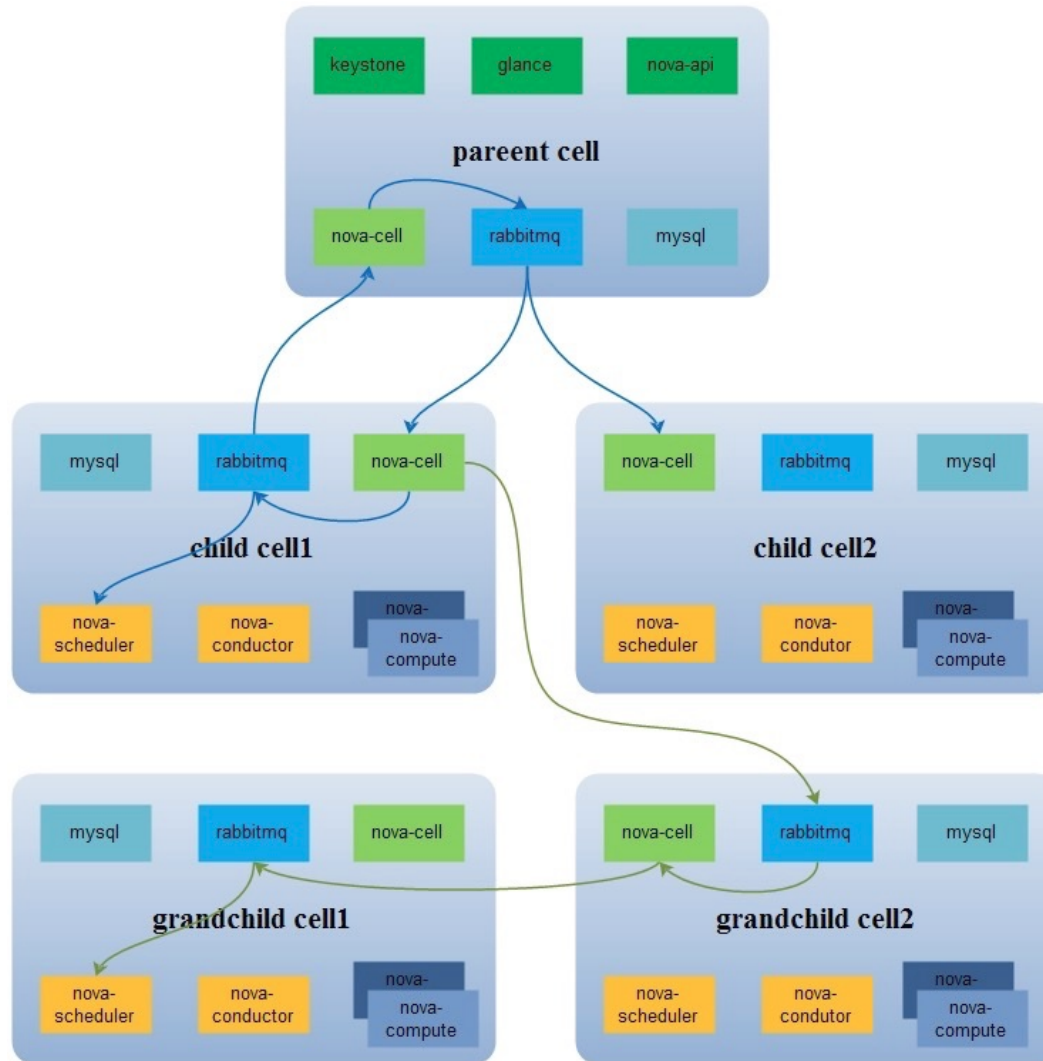 keystone
glance
nova-api
pareent cell
nova-cell
rabbitmq
mysql
mysql
rabbitmq
nova-cell
child cell1
nova-
scheduler
nova-
conductor
nova-
nova-
compute
nova-cell
rabbitmq
mysql
child cell2
nova-
scheduler
nova-
condutor
nova-
nova-
compute
mysql
rabbitmq
nova-cell
grandchild cell1
nova-
scheduler
nova-
conductor
nova-
nova-
compute
nova-cell
rabbitmq
mysql
grandchild cell2
nova-
scheduler
nova-
condutor
nova-
nova-
compute